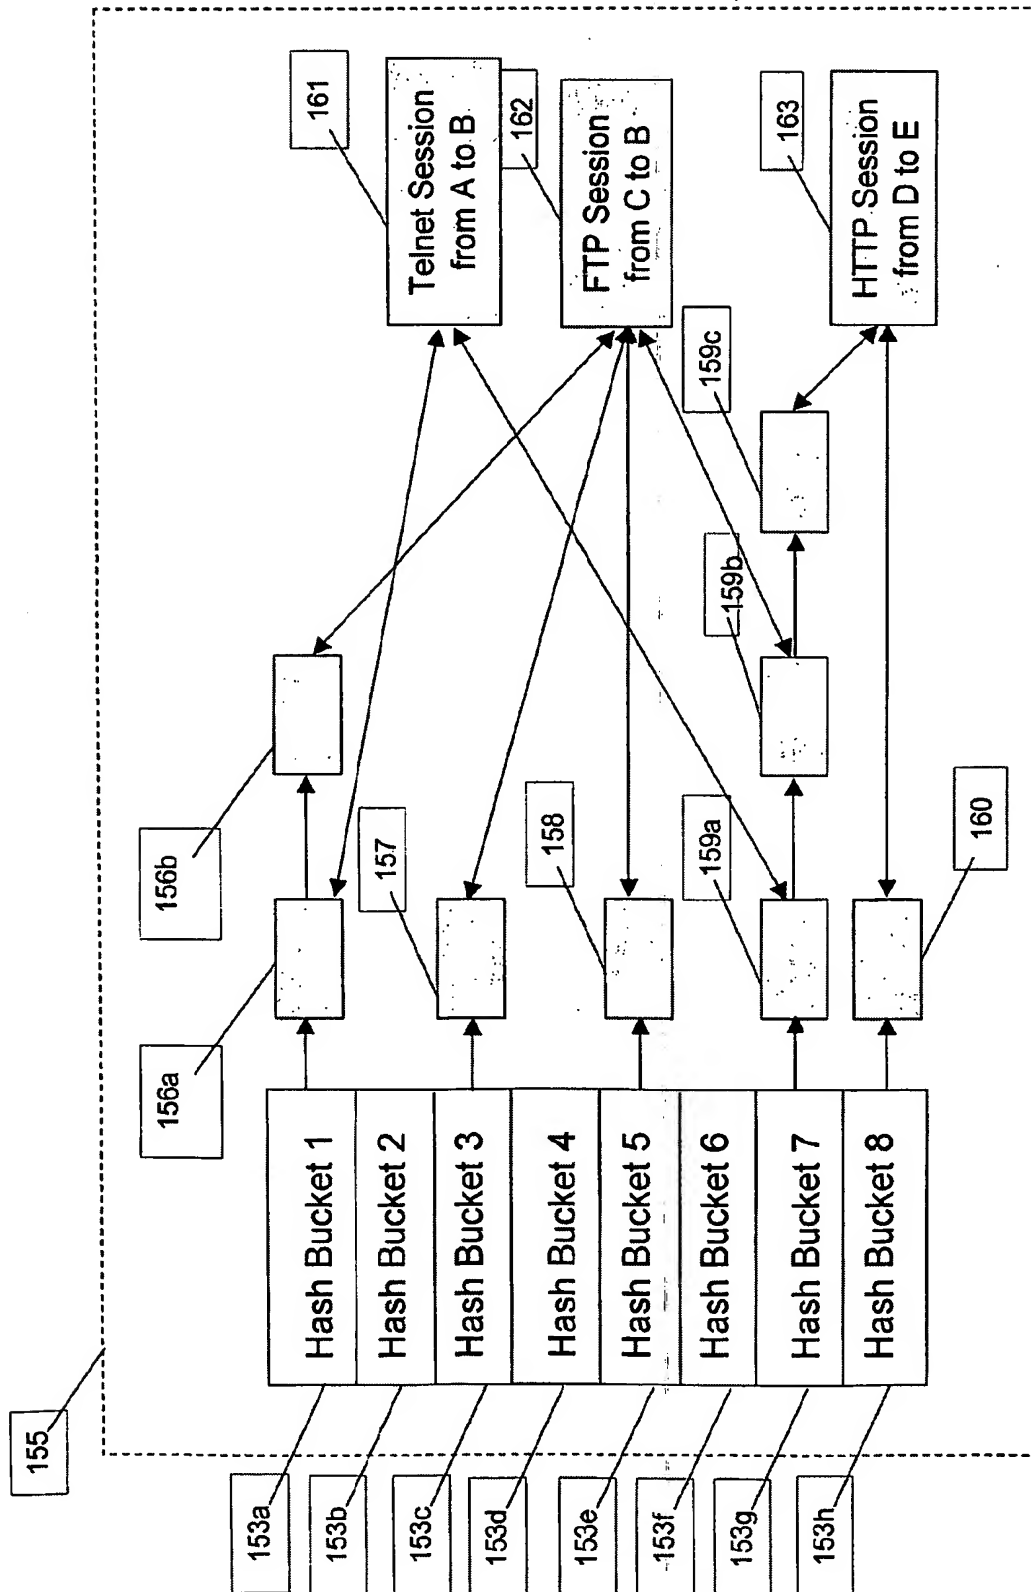 155
153a
153b
153c
153d
153e
153f
153g
153h
Hash Bucket 1
Hash Bucket 2
Hash Bucket 3
Hash Bucket 4
Hash Bucket 5
Hash Bucket 6
Hash Bucket 7
Hash Bucket 8
156a
156b
157
158
159a
159b
159c
160
161
Telnet Session
from A to B
162
FTP Session
from C to B
163
HTTP Session
from D to E